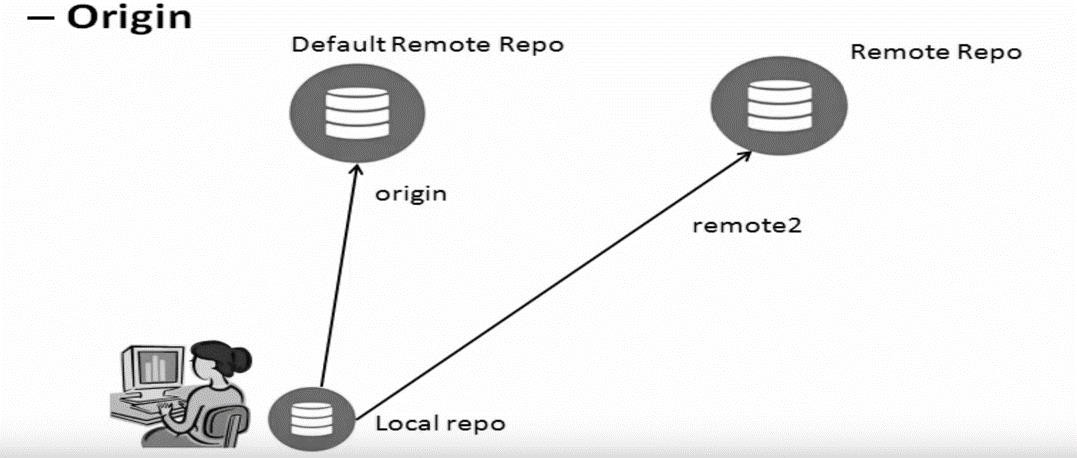 – Origin
Default Remote Repo
Remote Repo
origin
remote2
Local repo